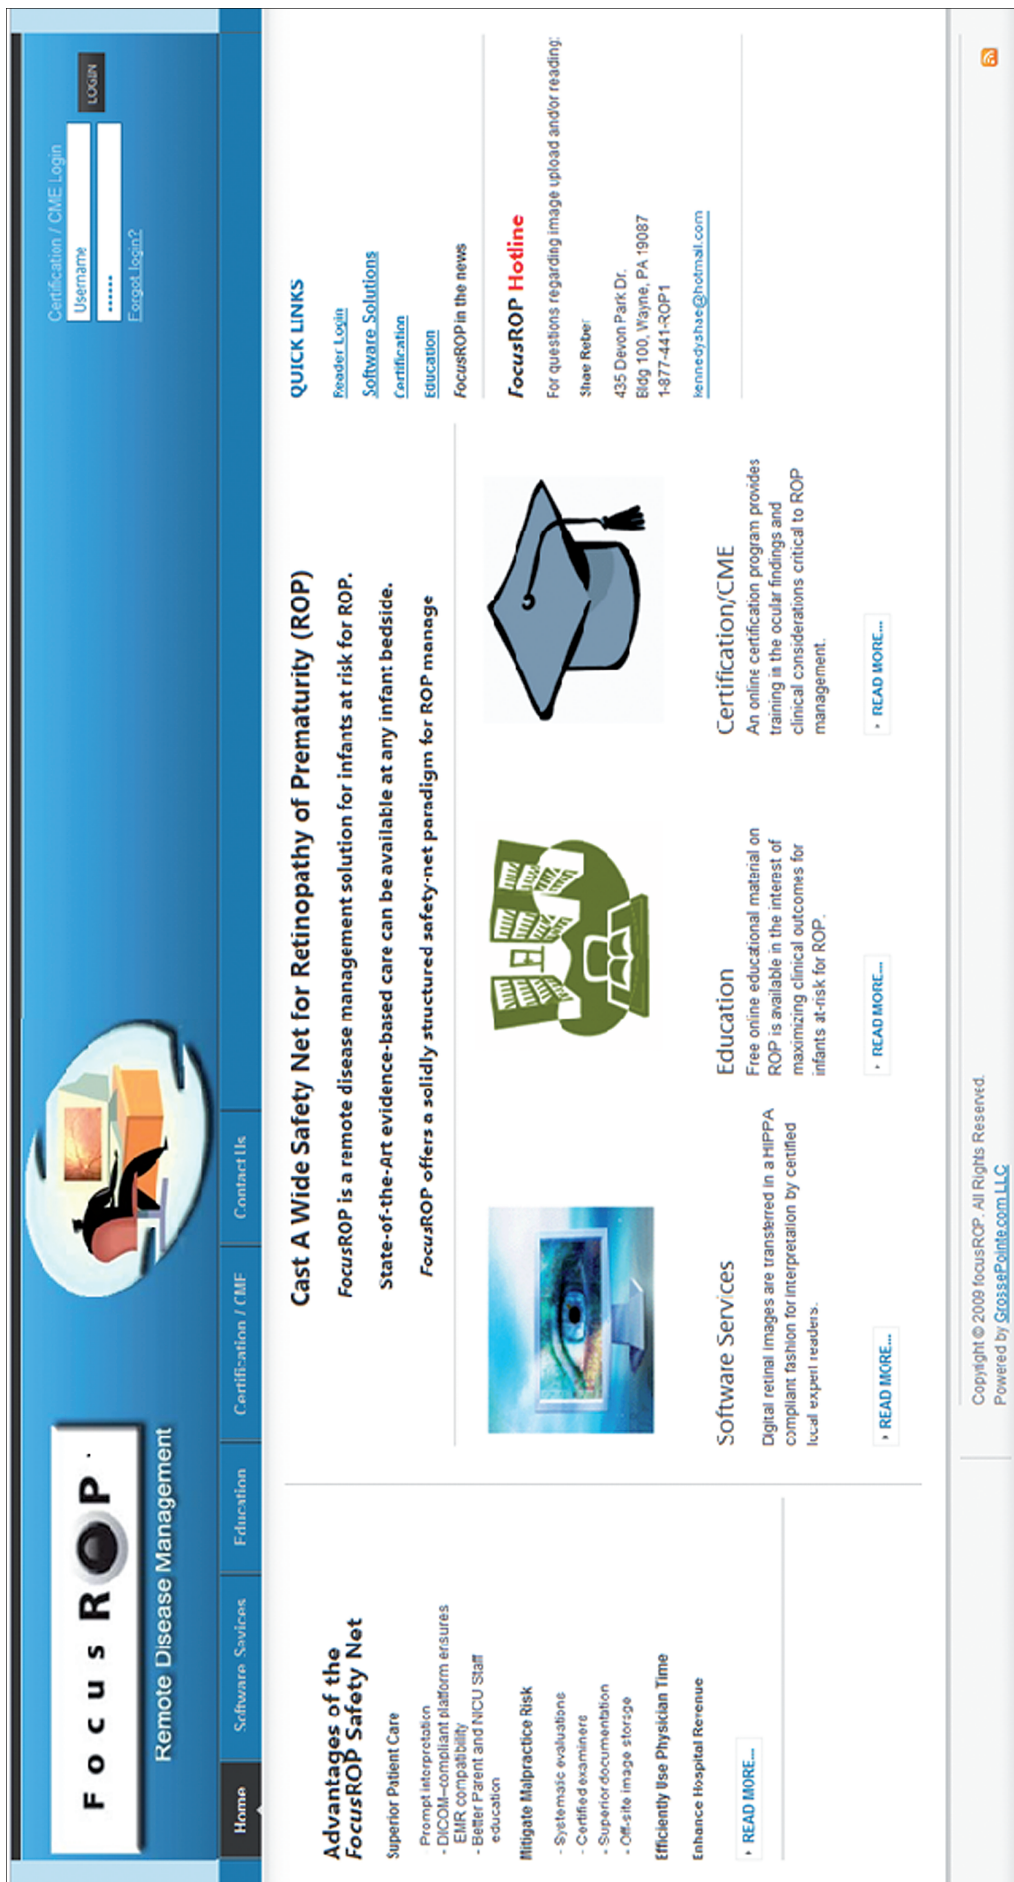 Focus ROP
Remote Disease Management
Certification / CME Login
Username
••••••
LOGIN
Forgot login?
Home
Software Savices
Education
Certification / CME
Contact Us
Advantages of the
FocusROP Safety Net
Superior Patient Care
- Prompt interpretation
- DICOM–compliant platform ensures
EMR compatibility
- Better Parent and NICU Staff
education
Mitigate Malpractice Risk
- Systematic evaluations
- Certified examiners
- Superior documentation
- Off-site image storage
Efficiently Use Physician Time
Enhance Hospital Revenue
READ MORE...
Cast A Wide Safety Net for Retinopathy of Prematurity (ROP)
FocusROP is a remote disease management solution for infants at risk for ROP.
State-of-the-Art evidence-based care can be available at any infant bedside.
FocusROP offers a solidly structured safety-net paradigm for ROP manage
Software Services
Digital retinal images are transferred in a HIPPA
compliant fashion for interpretation by certified
local expert readers.
READ MORE...
Education
Free online educational material on
ROP is available in the interest of
maximizing clinical outcomes for
infants at-risk for ROP.
READ MORE...
Certification/CME
An online certification program provides
training in the ocular findings and
clinical considerations critical to ROP
management.
READ MORE...
QUICK LINKS
Reader Login
Software Solutions
Certification
Education
FocusROP in the news
FocusROP Hotline
For questions regarding image upload and/or reading:
Shae Reber
435 Devon Park Dr.
Bldg 100, Wayne, PA 19087
1-877-441-ROP1
kennedyshae@hotmail.com
Copyright © 2009 focusROP. All Rights Reserved.
Powered by GrossePointe.com LLC